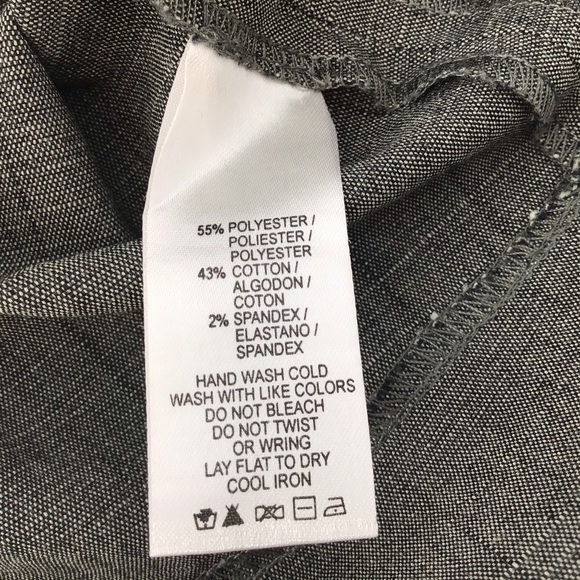 55% POLYESTER /
POLIESTER /
POLYESTER
43% COTTON /
ALGODON /
COTON
2% SPANDEX /
ELASTANO /
SPANDEX
HAND WASH COLD
WASH WITH LIKE COLORS
DO NOT BLEACH
DO NOT TWIST
OR WRING
LAY FLAT TO DRY
COOL IRON